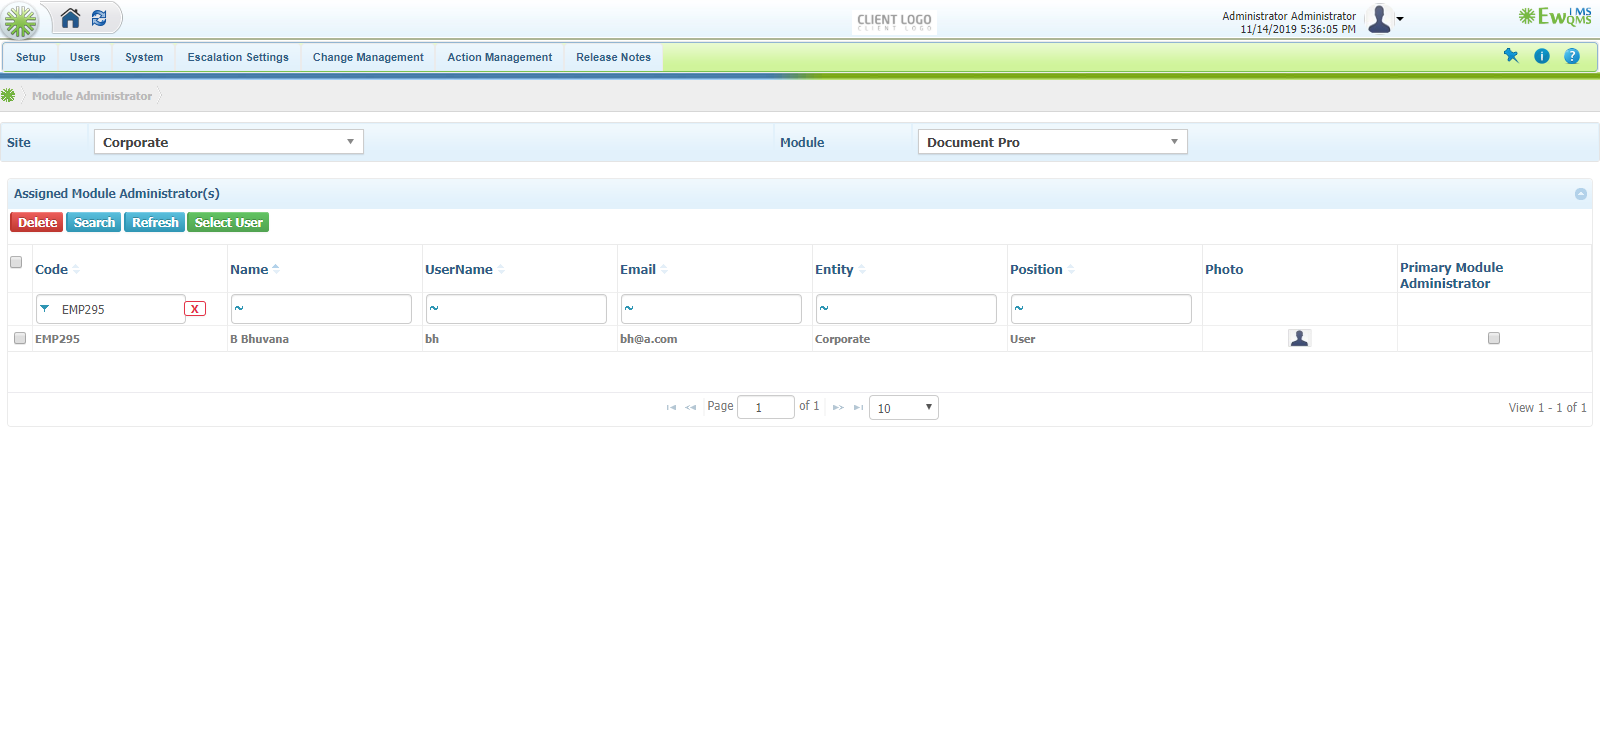 CLIENT LOGO
CLIENT LOGO
Administrator Administrator
11/14/2019 5:36:05 PM
EwQMS
IMS
Setup Users System Escalation Settings Change Management Action Management Release Notes
Module Administrator
Site Corporate Module Document Pro
Assigned Module Administrator(s)
Delete Search Refresh Select User
Code Name UserName Email Entity Position Photo Primary Module
Administrator
EMP295 X ~ ~ ~ ~ ~
EMP295 B Bhuvana bh bh@a.com Corporate User
Page 1 of 1 10 View 1 - 1 of 1